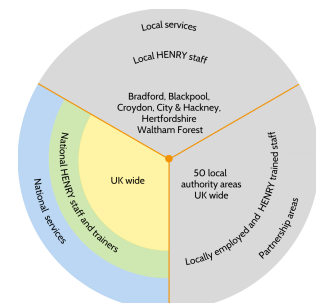 Local services
Local HENRY staff
Bradford, Blackpool,
Croydon, City & Hackney,
Hertfordshire
Waltham Forest
UK wide
National HENRY staff and trainers
National services
50 local
authority areas
UK wide
Locally employed and HENRY trained staff
Partnership areas